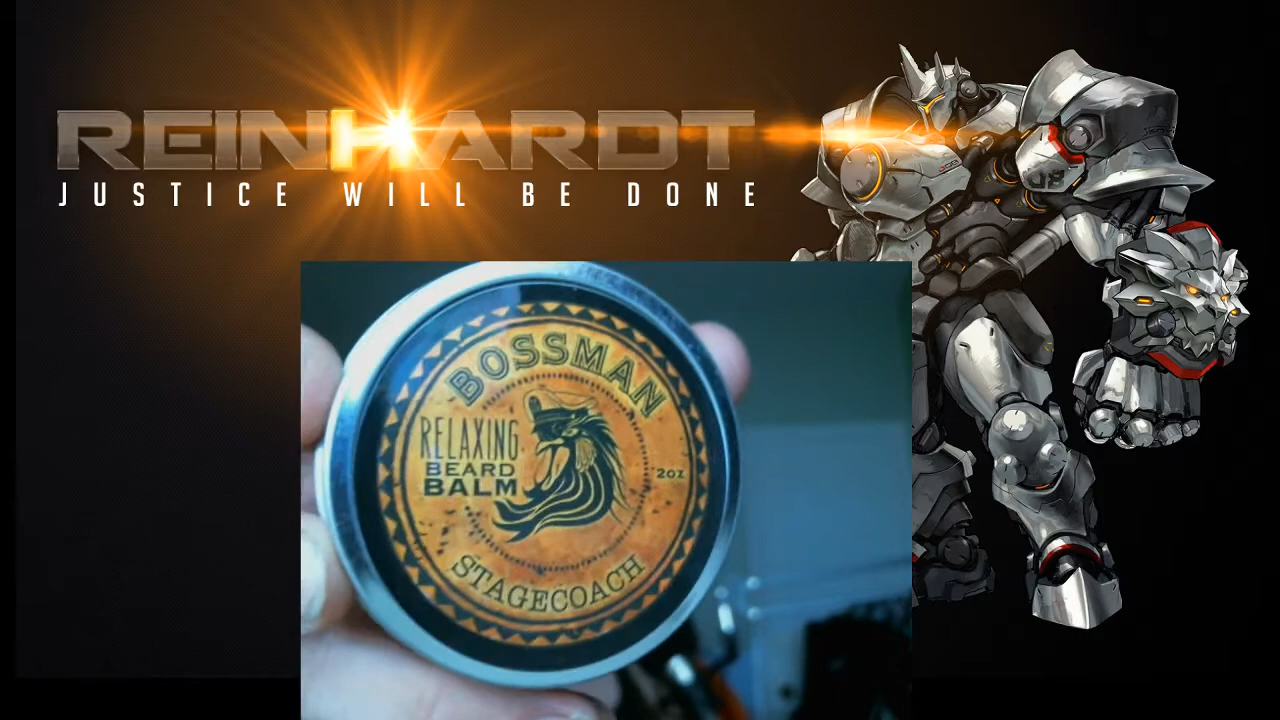 REINHARDT
JUSTICE WILL BE DONE
BOSSMAN
RELAXING
BEARD
BALM
2oz
STAGECOACH